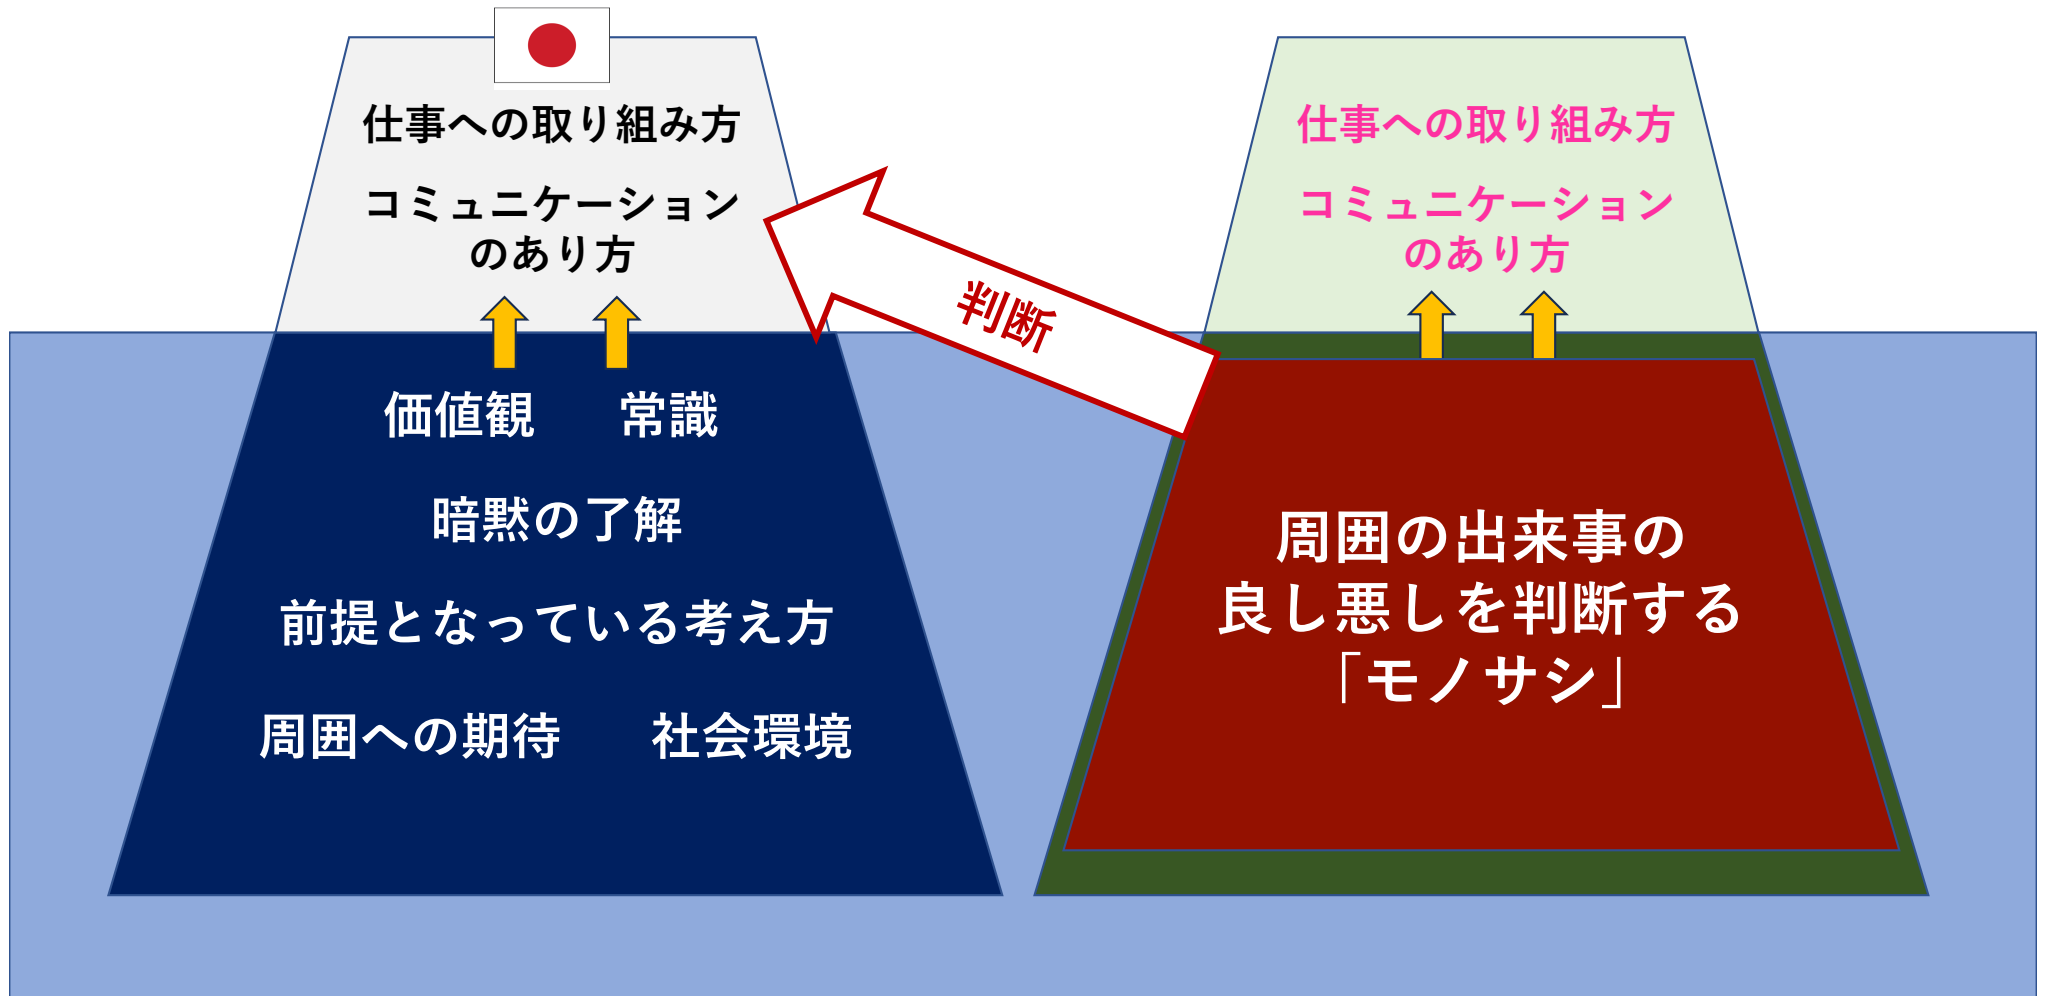 仕事への取り組み方
コミュニケーション
のあり方
価値観 常識
暗黙の了解
前提となっている考え方
周囲への期待 社会環境
判断
仕事への取り組み方
コミュニケーション
のあり方
周囲の出来事の
良し悪しを判断する
「モノサシ」